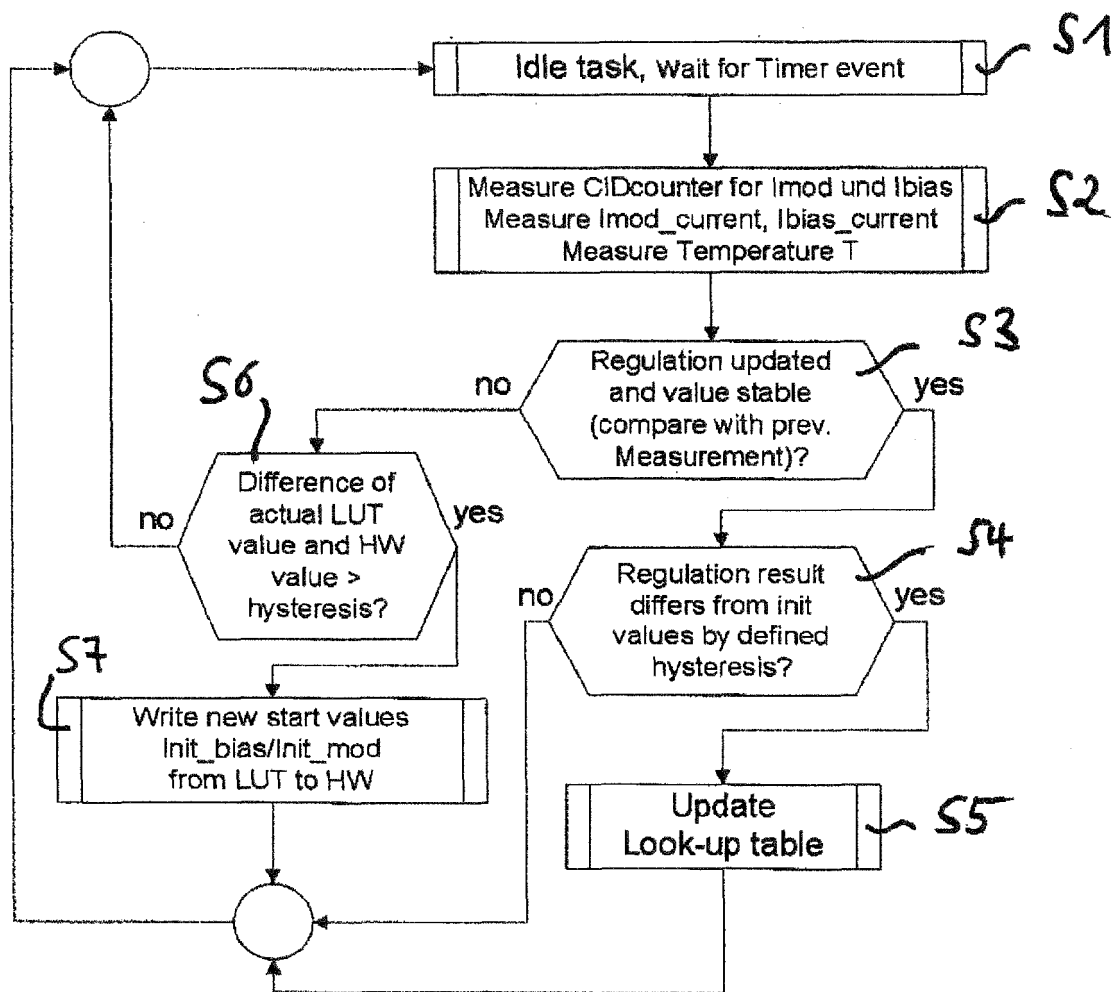 S1
Idle task, Wait for Timer event
Measure CIDcounter for Imod und Ibias
Measure Imod_current, Ibias_current
Measure Temperature T
S2
S3
Regulation updated
and value stable
(compare with prev.
Measurement)?
no
yes
S6
Difference of
actual LUT
value and HW
value >
hysteresis?
no
yes
S4
Regulation result
differs from init
values by defined
hysteresis?
no
yes
S7
Write new start values
Init_bias/Init_mod
from LUT to HW
Update
Look-up table
S5